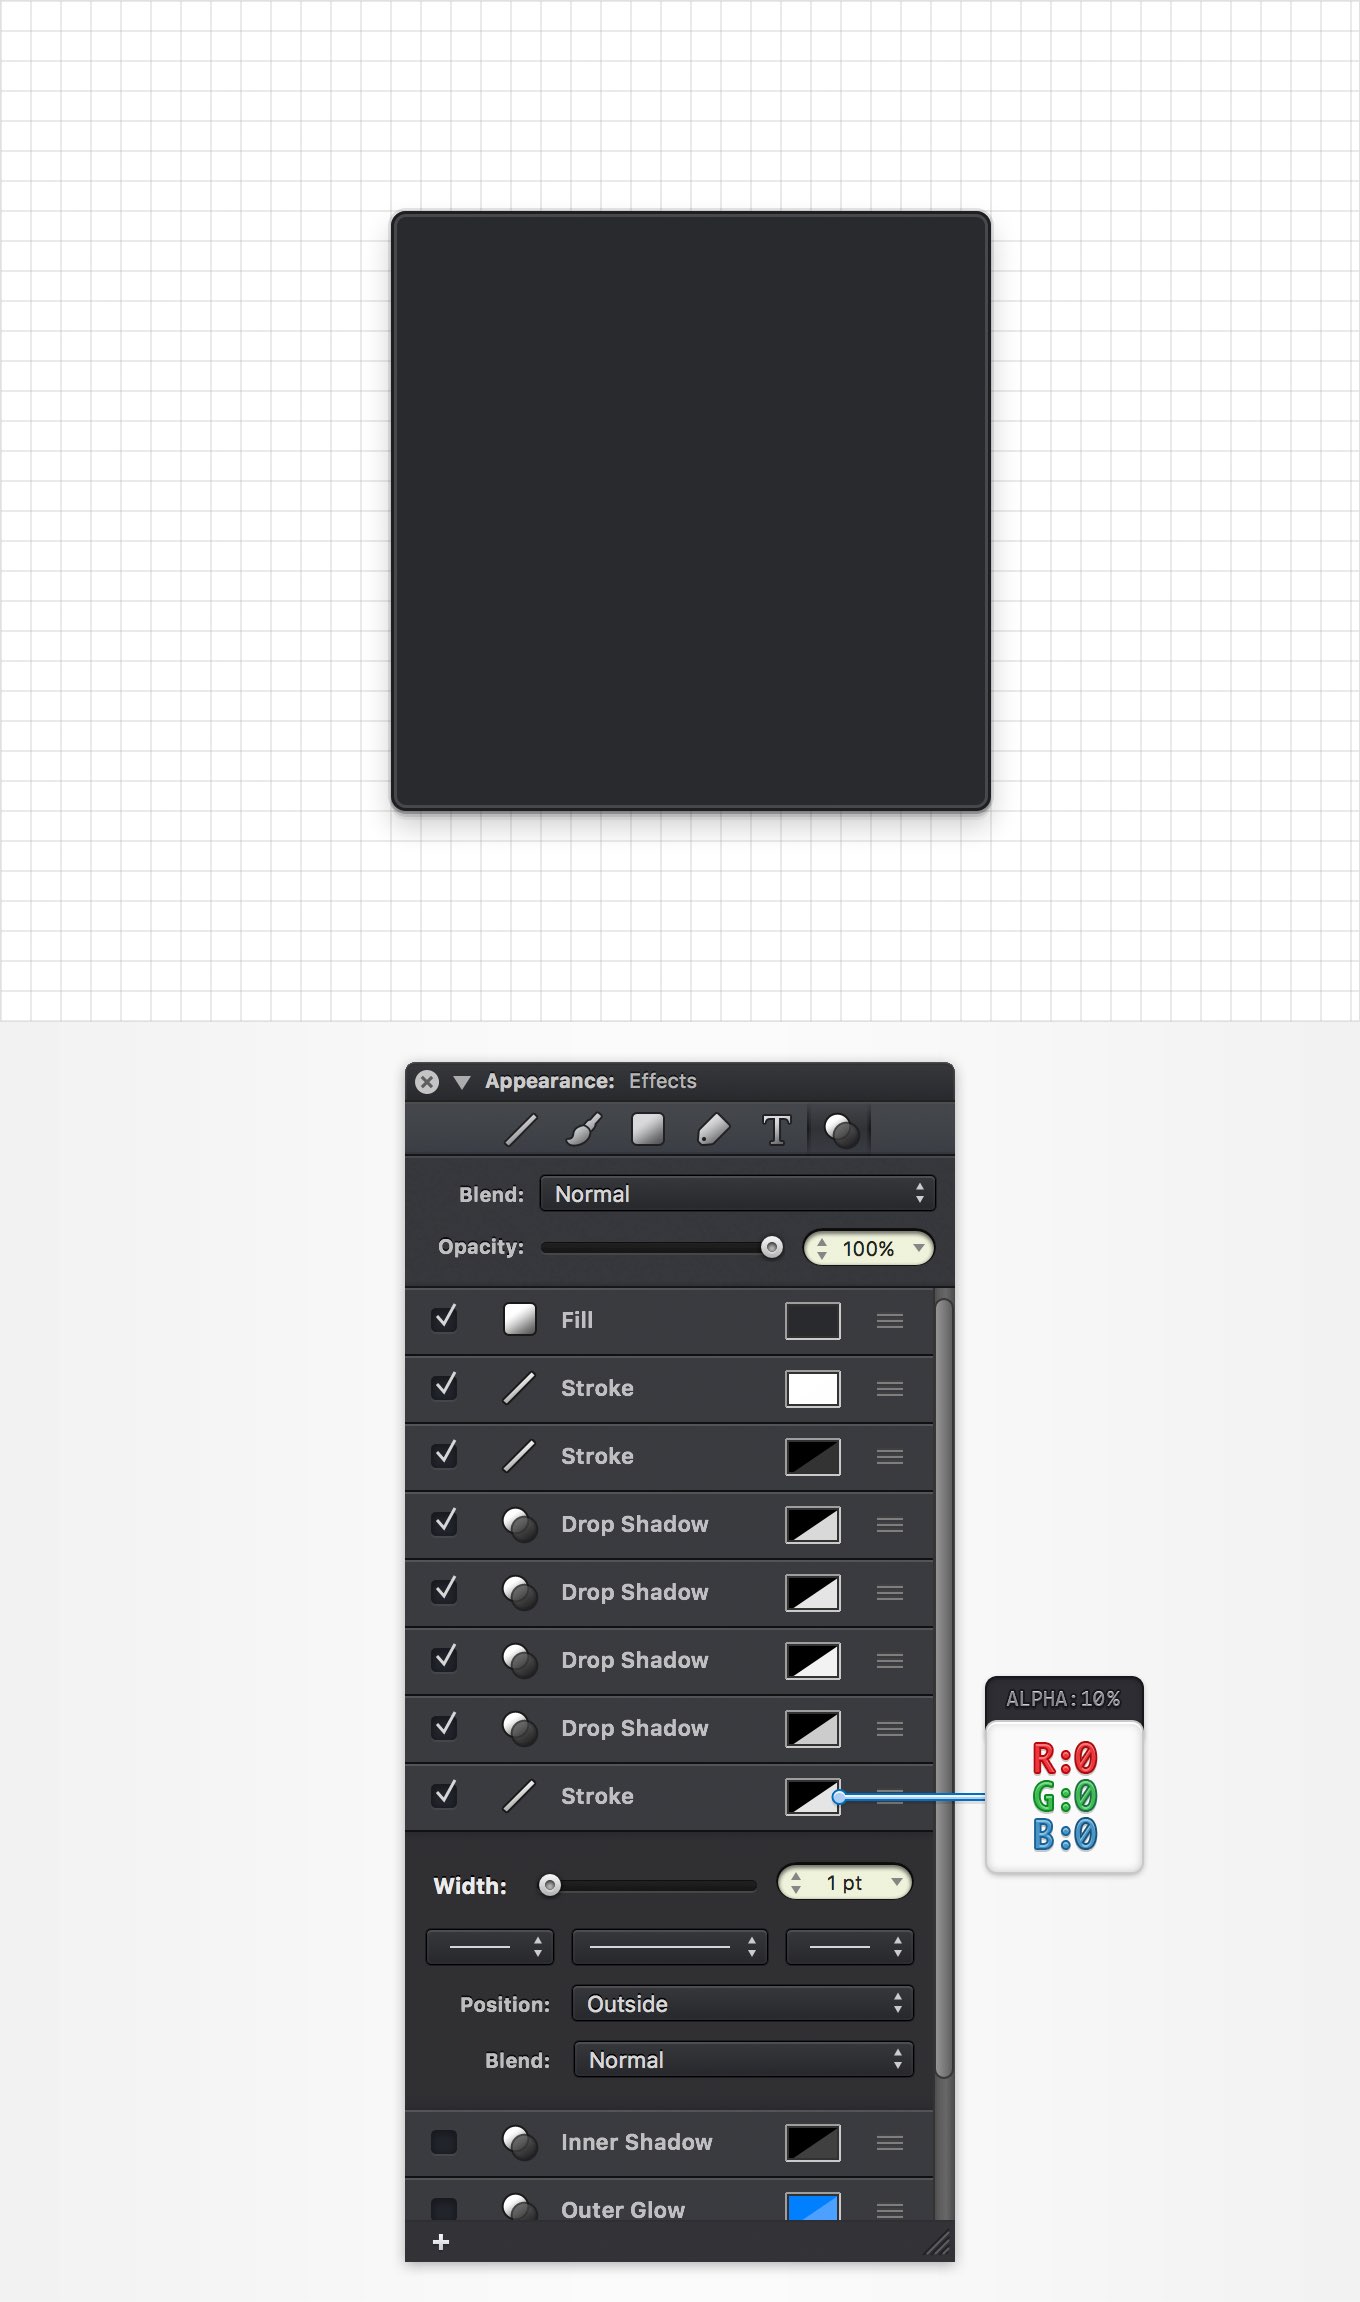 Appearance: Effects
T
Blend: Normal
Opacity: 100%
Fill
Stroke
Stroke
Drop Shadow
Drop Shadow
Drop Shadow
Drop Shadow
Stroke
ALPHA:10%
R:0
G:0
B:0
Width: 1 pt
Position: Outside
Blend: Normal
Inner Shadow
Outer Glow